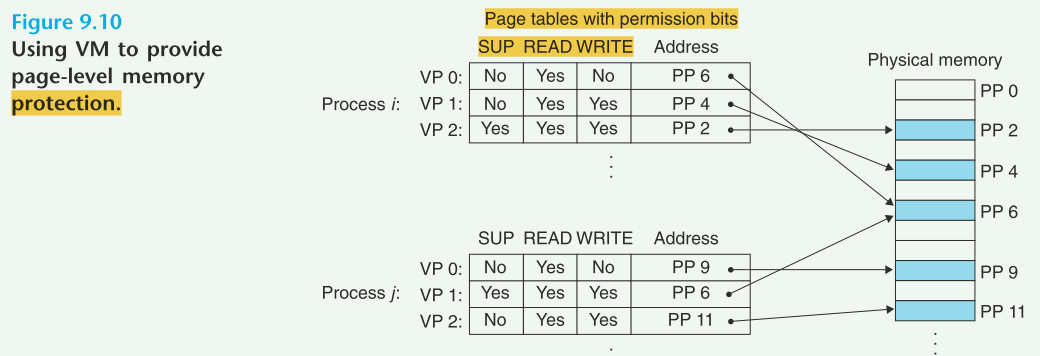 Figure 9.10
Using VM to provide
page-level memory
protection.
Page tables with permission bits
SUP READ WRITE Address
Process i:
VP 0: No Yes No PP 6
VP 1: No Yes Yes PP 4
VP 2: Yes Yes Yes PP 2
SUP READ WRITE Address
Process j:
VP 0: No Yes No PP 9
VP 1: Yes Yes Yes PP 6
VP 2: No Yes Yes PP 11
Physical memory
PP 0
PP 2
PP 4
PP 6
PP 9
PP 11